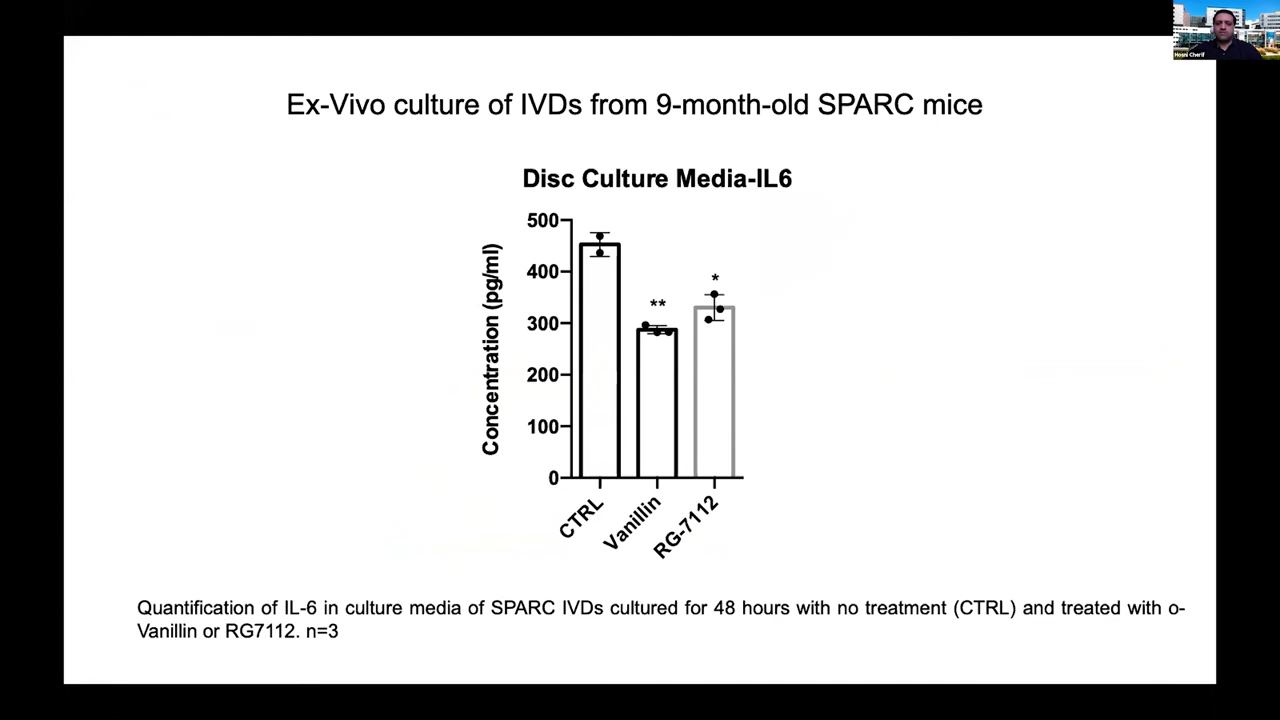 Hosni Cherif
Ex-Vivo culture of IVDs from 9-month-old SPARC mice
Disc Culture Media-IL6
Concentration (pg/ml)
500
400
300
200
100
0
**
*
CTRL
Vanillin
RG-7112
Quantification of IL-6 in culture media of SPARC IVDs cultured for 48 hours with no treatment (CTRL) and treated with o-
Vanillin or RG7112. n=3